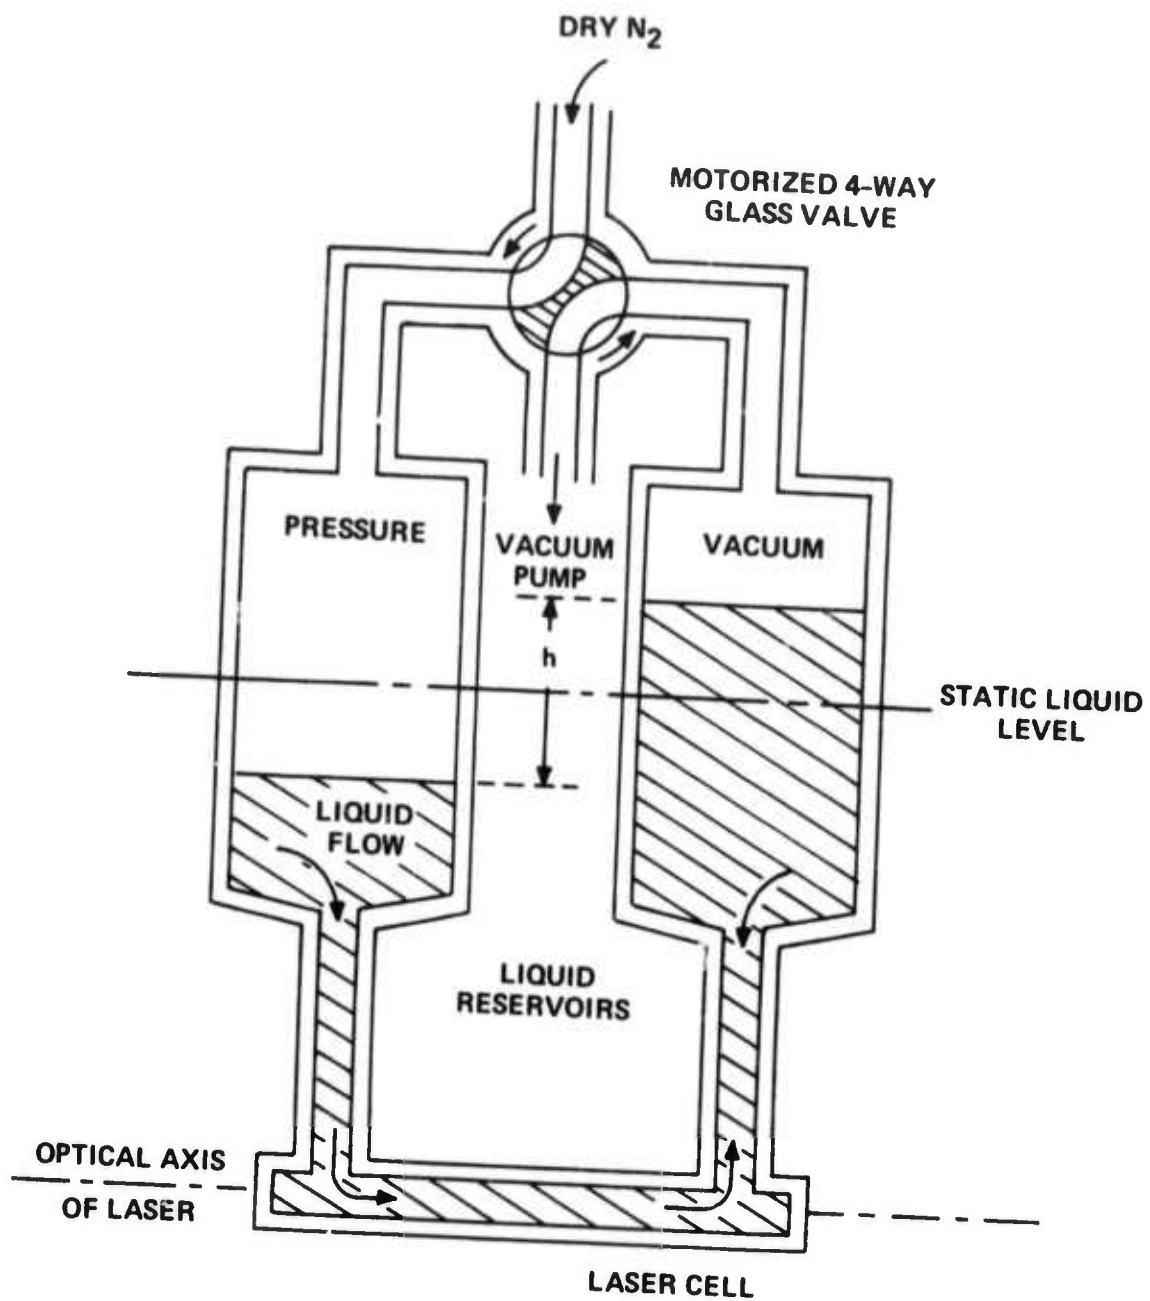 DRY N2
MOTORIZED 4-WAY
GLASS VALVE
PRESSURE
VACUUM
PUMP
VACUUM
h
STATIC LIQUID
LEVEL
LIQUID
FLOW
LIQUID
RESERVOIRS
OPTICAL AXIS
OF LASER
LASER CELL